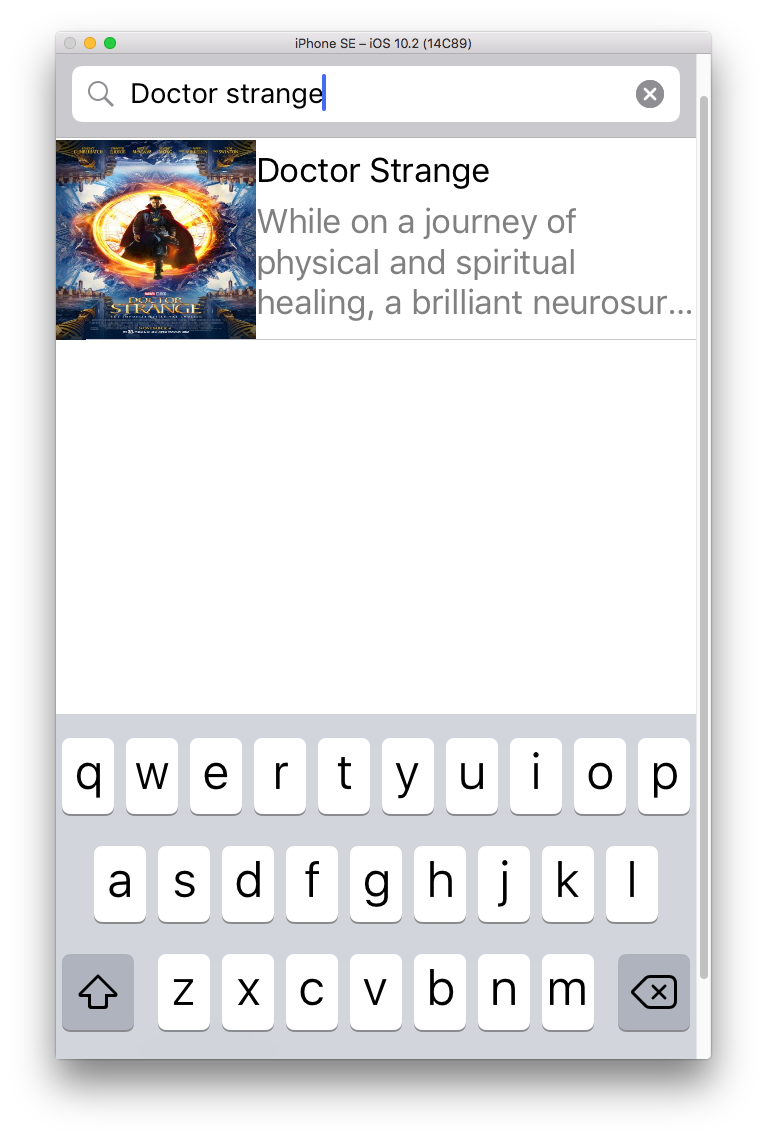 iPhone SE – iOS 10.2 (14C89)
Doctor strange
Doctor Strange
While on a journey of
physical and spiritual
healing, a brilliant neurosur...
DOCTOR
STRANGE
q w e r t y u i o p
a s d f g h j k l
z x c v b n m